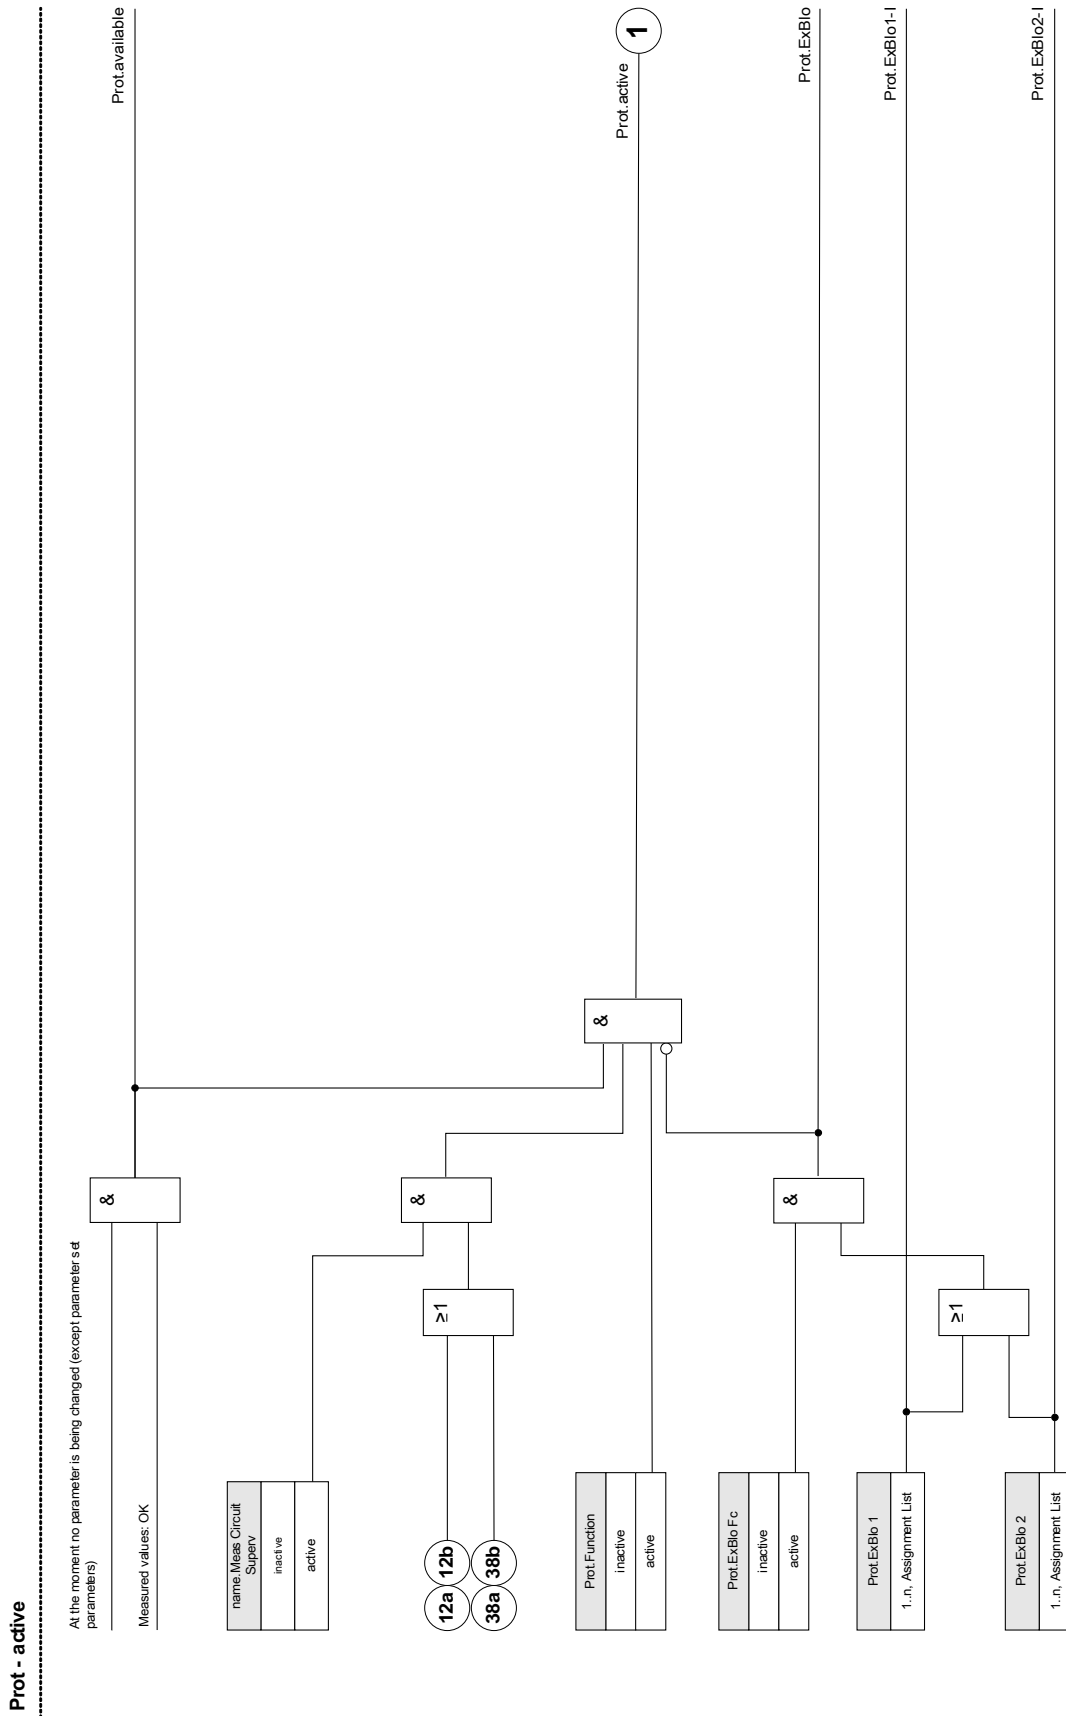 Prot - active
At the moment no parameter is being changed (except parameter set
parameters)
Measured values: OK
&
Prot.available
name.Meas Circuit
Superv
inactive
active
&
≥1
12a 12b
38a 38b
Prot.Function
inactive
active
&
Prot.active
1
Prot.ExBlo Fc
inactive
active
&
Prot.ExBlo
Prot.ExBlo 1
1..n, Assignment List
≥1
Prot.ExBlo1-I
Prot.ExBlo 2
1..n, Assignment List
Prot.ExBlo2-I